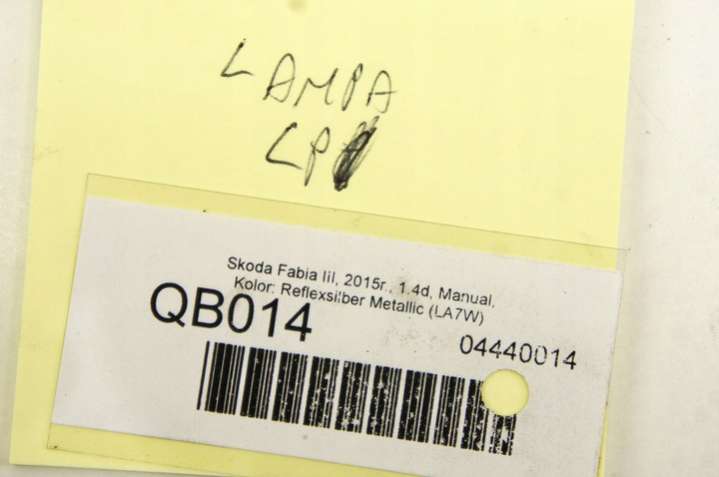 LAMPA
LP
Skoda Fabia III, 2015r., 1.4d, Manual,
Kolor: Reflexsilber Metallic (LA7W)
QB014
04440014